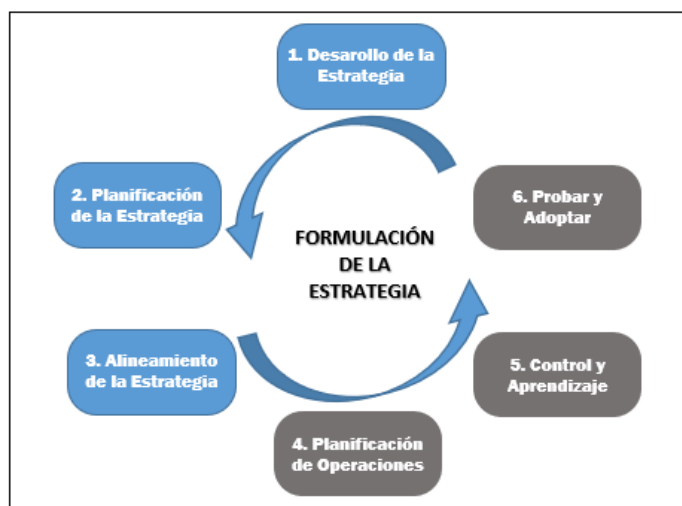 1. Desarollo de la
Estrategia
2. Planificación
de la Estrategia
6. Probar y
Adoptar
FORMULACIÓN
DE LA
ESTRATEGIA
3. Alineamiento
de la Estrategia
5. Control y
Aprendizaje
4. Planificación
de Operaciones